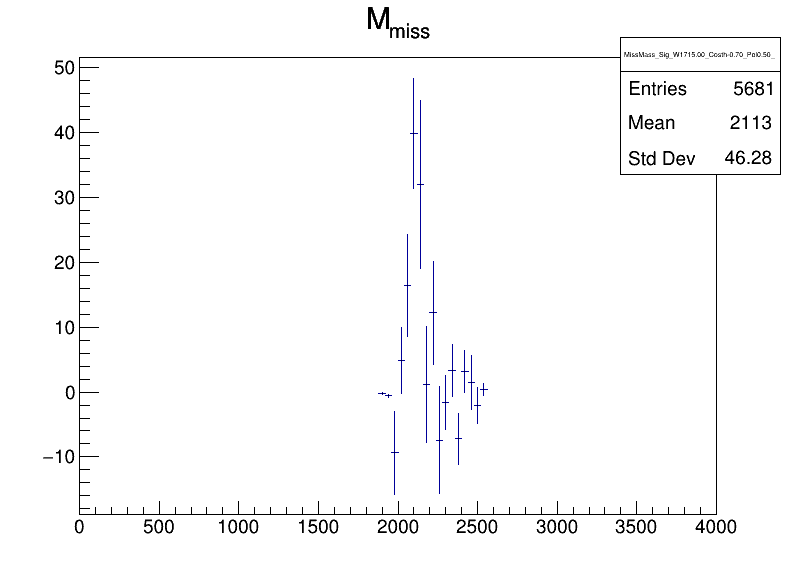 M_miss
MissMass_Sig_W1715.00_Costh-0.70_Pol0.50_
Entries 5681
Mean 2113
Std Dev 46.28
50
40
30
20
10
0
−10
0 500 1000 1500 2000 2500 3000 3500 4000